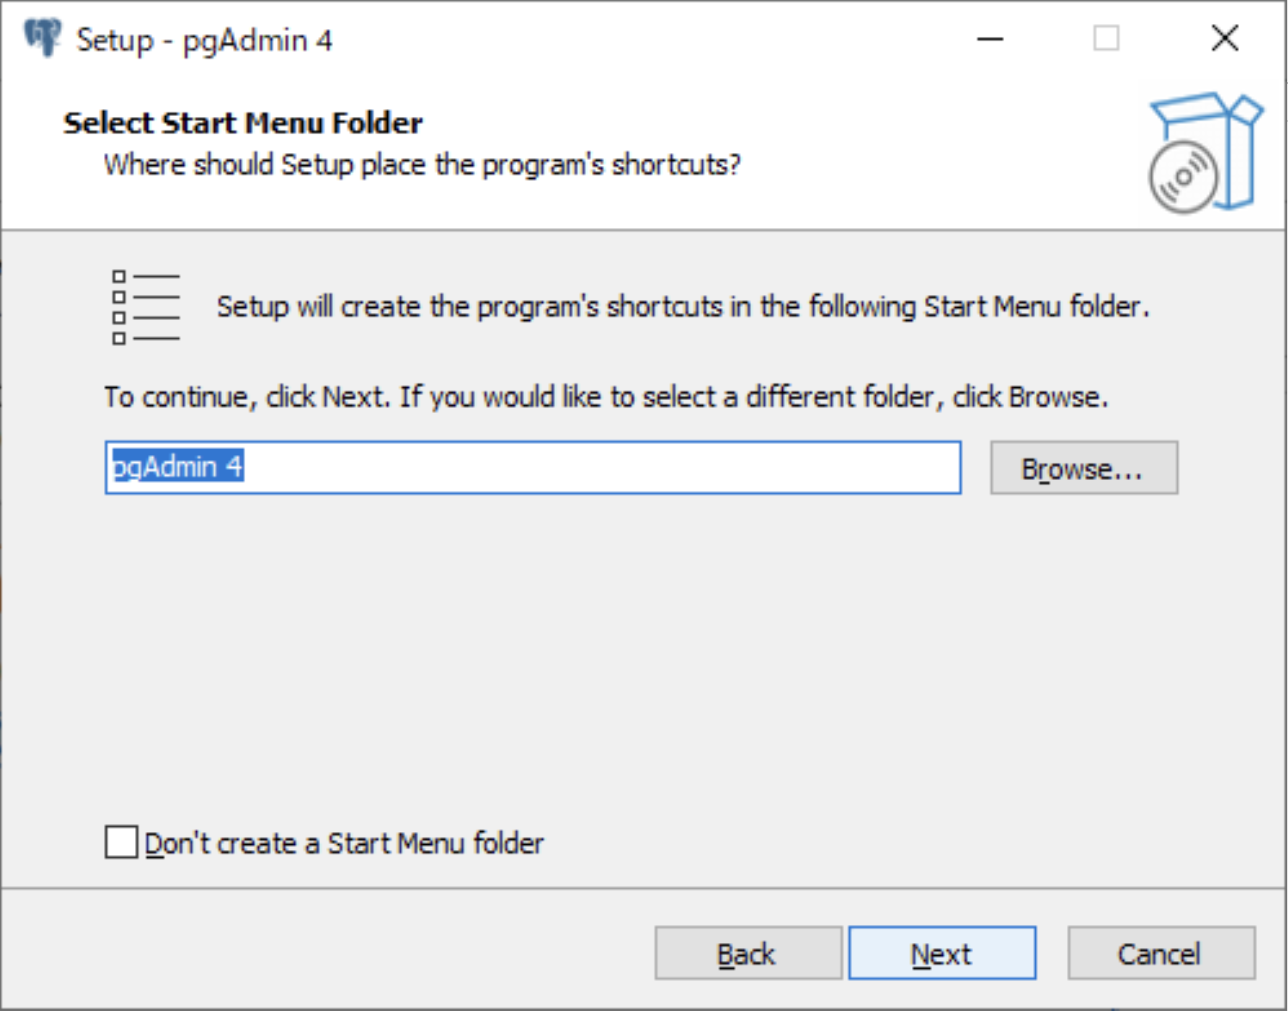 Setup - pgAdmin 4
Select Start Menu Folder
Where should Setup place the program's shortcuts?
Setup will create the program's shortcuts in the following Start Menu folder.
To continue, click Next. If you would like to select a different folder, click Browse.
pgAdmin 4
Browse...
Don't create a Start Menu folder
Back
Next
Cancel